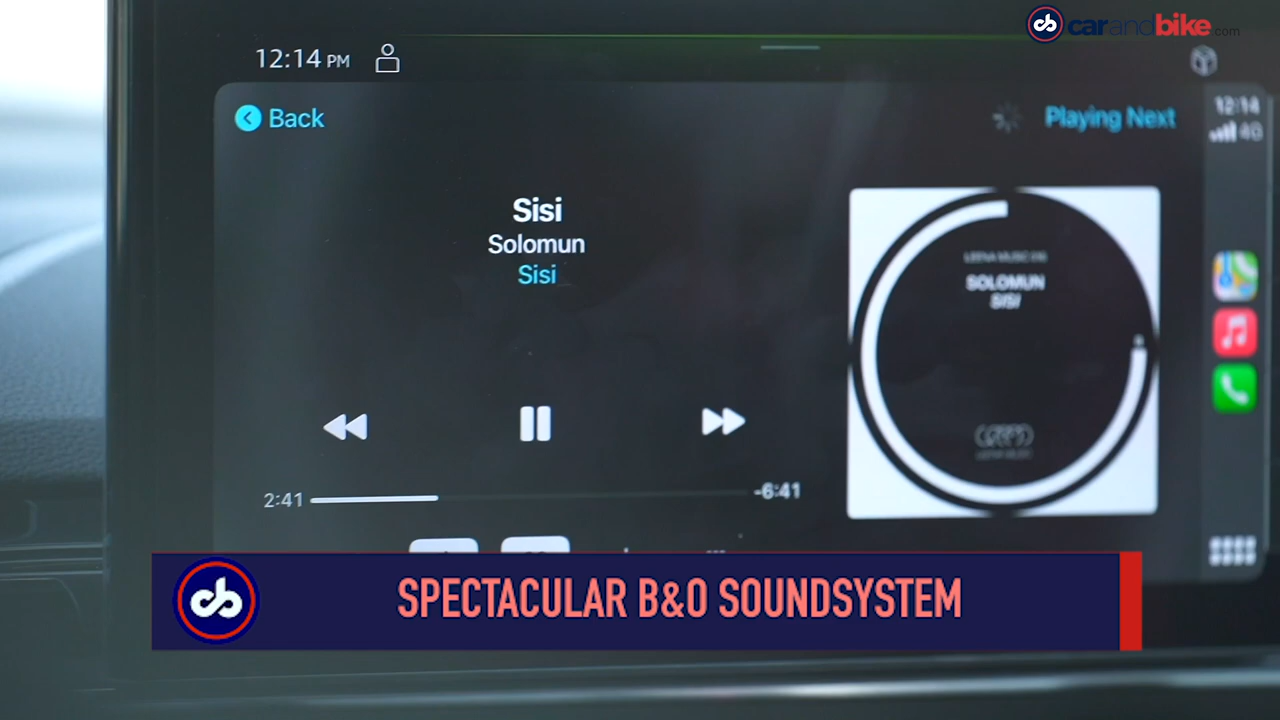 carandbike.com
12:14 PM
Back
Playing Next
12:14
4G
Sisi
Solomun
Sisi
SOLOMUN
SISI
2:41
-6:41
SPECTACULAR B&O SOUNDSYSTEM